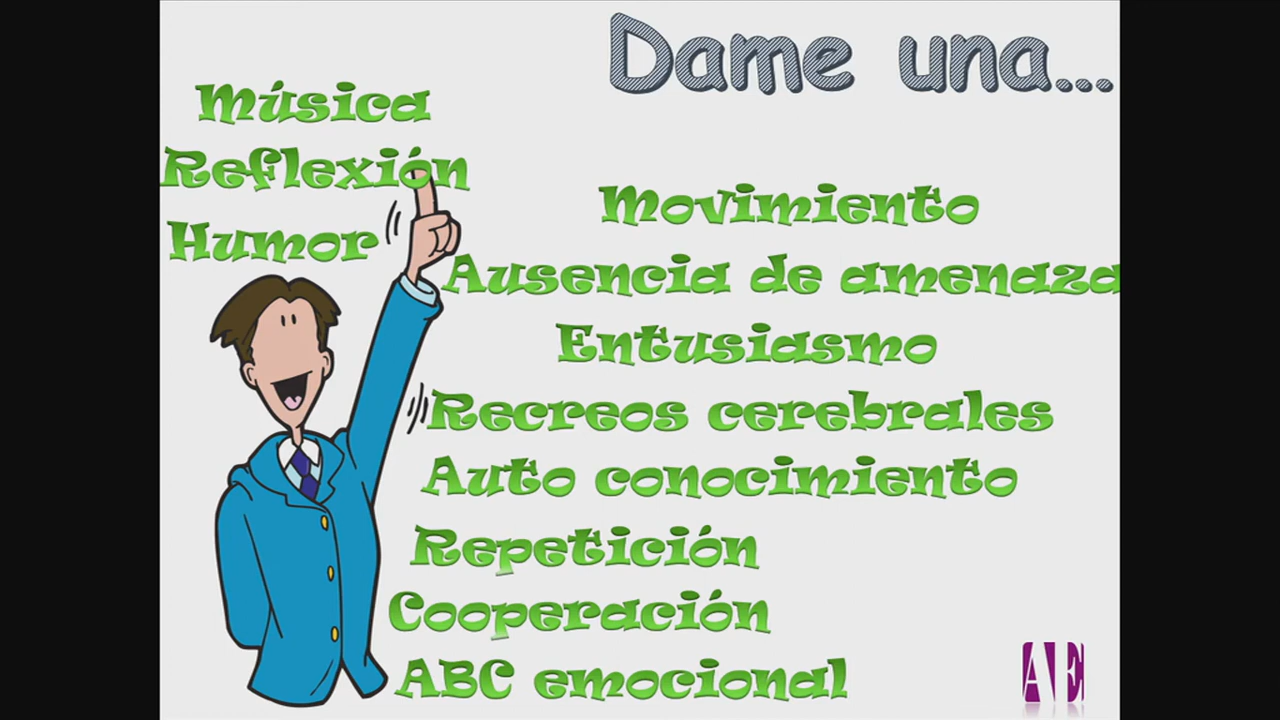 Dame una...
Música
Reflexión
Humor
Movimiento
Ausencia de amenaza
Entusiasmo
Recreos cerebrales
Auto conocimiento
Repetición
Cooperación
ABC emocional
AE